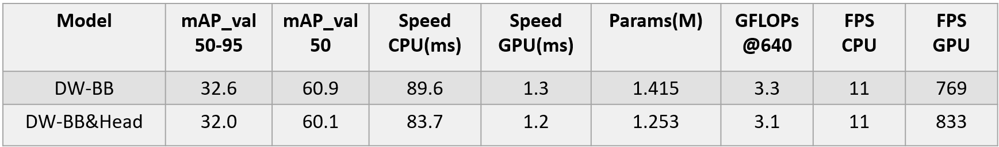 Model mAP_val 50-95 mAP_val 50 Speed CPU(ms) Speed GPU(ms) Params(M) GFLOPs @640 FPS CPU FPS GPU
DW-BB 32.6 60.9 89.6 1.3 1.415 3.3 11 769
DW-BB&Head 32.0 60.1 83.7 1.2 1.253 3.1 11 833